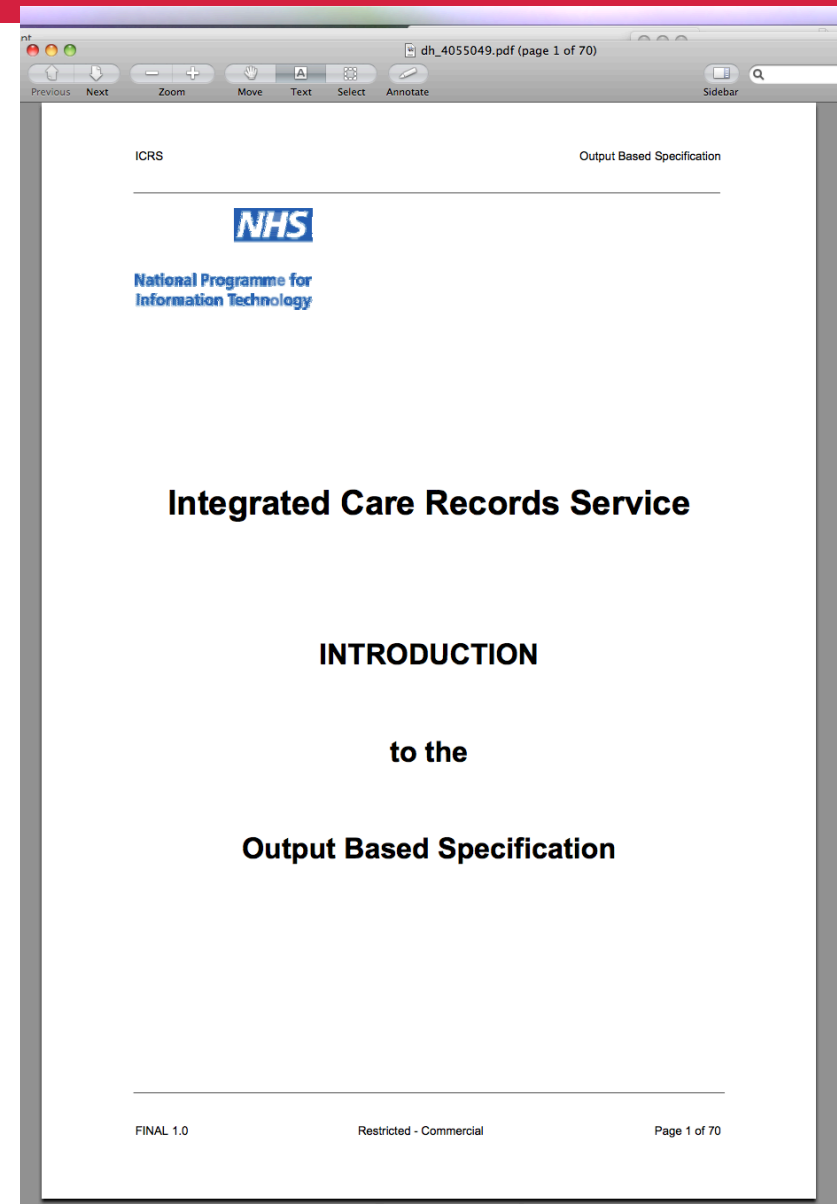 nt
dh_4055049.pdf (page 1 of 70)
Previous Next Zoom Move Text Select Annotate Sidebar
ICRS Output Based Specification
NHS
National Programme for
Information Technology
Integrated Care Records Service
INTRODUCTION
to the
Output Based Specification
FINAL 1.0 Restricted - Commercial Page 1 of 70